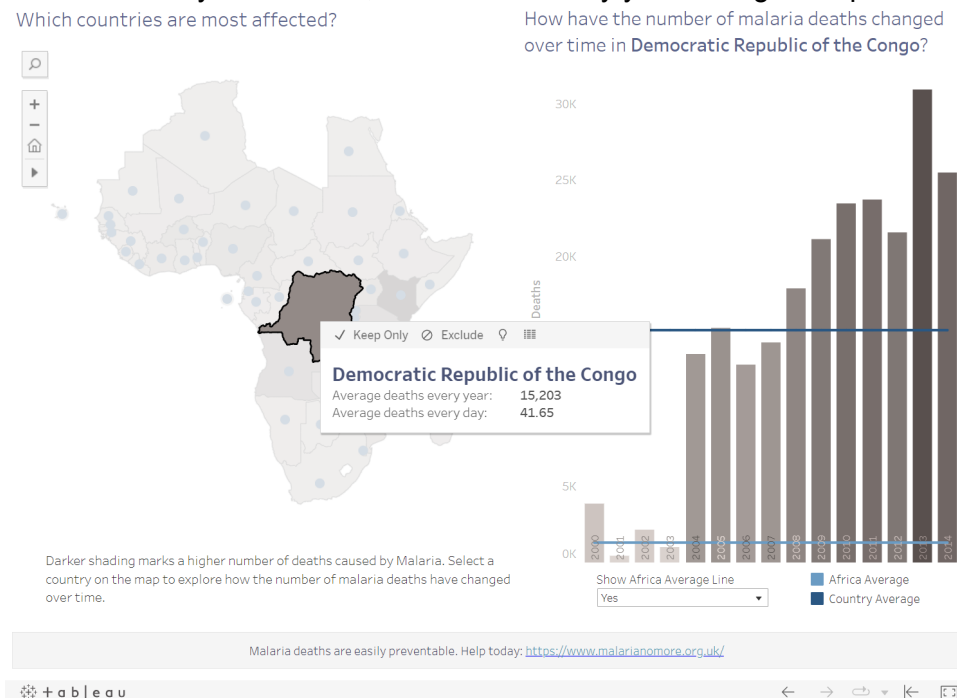 Which countries are most affected?
How have the number of malaria deaths changed
over time in Democratic Republic of the Congo?
30K
25K
20K
Deaths
5K
0K
Keep Only Exclude
Democratic Republic of the Congo
Average deaths every year: 15,203
Average deaths every day: 41.65
2000
2001
2002
2003
2004
2005
2006
2007
2008
2009
2010
2011
2012
2013
2014
Darker shading marks a higher number of deaths caused by Malaria. Select a
country on the map to explore how the number of malaria deaths have changed
over time.
Show Africa Average Line
Yes
Africa Average
Country Average
Malaria deaths are easily preventable. Help today: https://www.malarianomore.org.uk/
+ableau